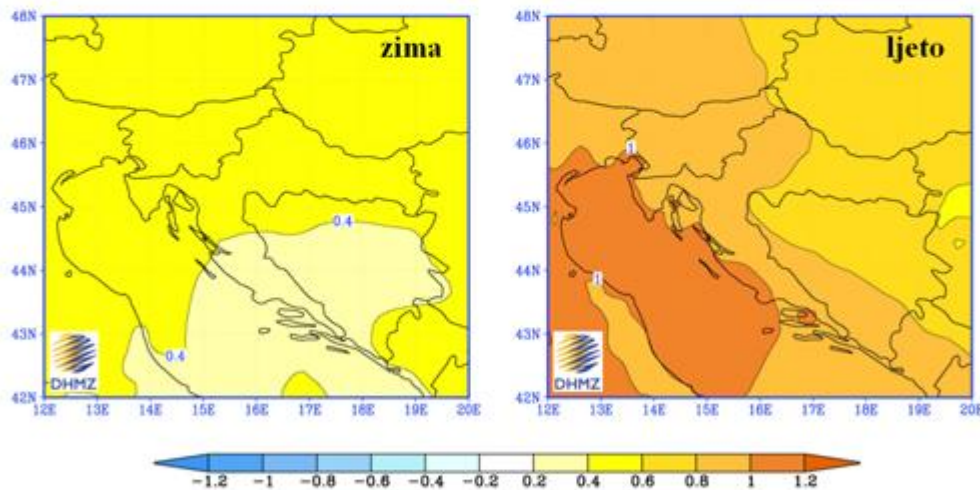 48N
zima
47N
46N
45N
0.4
44N
43N
0.4
DHMZ
42N
12E 13E 14E 15E 16E 17E 18E 19E 20E
48N
ljeto
47N
46N
1
45N
44N
1
43N
DHMZ
42N
12E 13E 14E 15E 16E 17E 18E 19E 20E
-1.2 -1 -0.8 -0.6 -0.4 -0.2 0.2 0.4 0.6 0.8 1 1.2